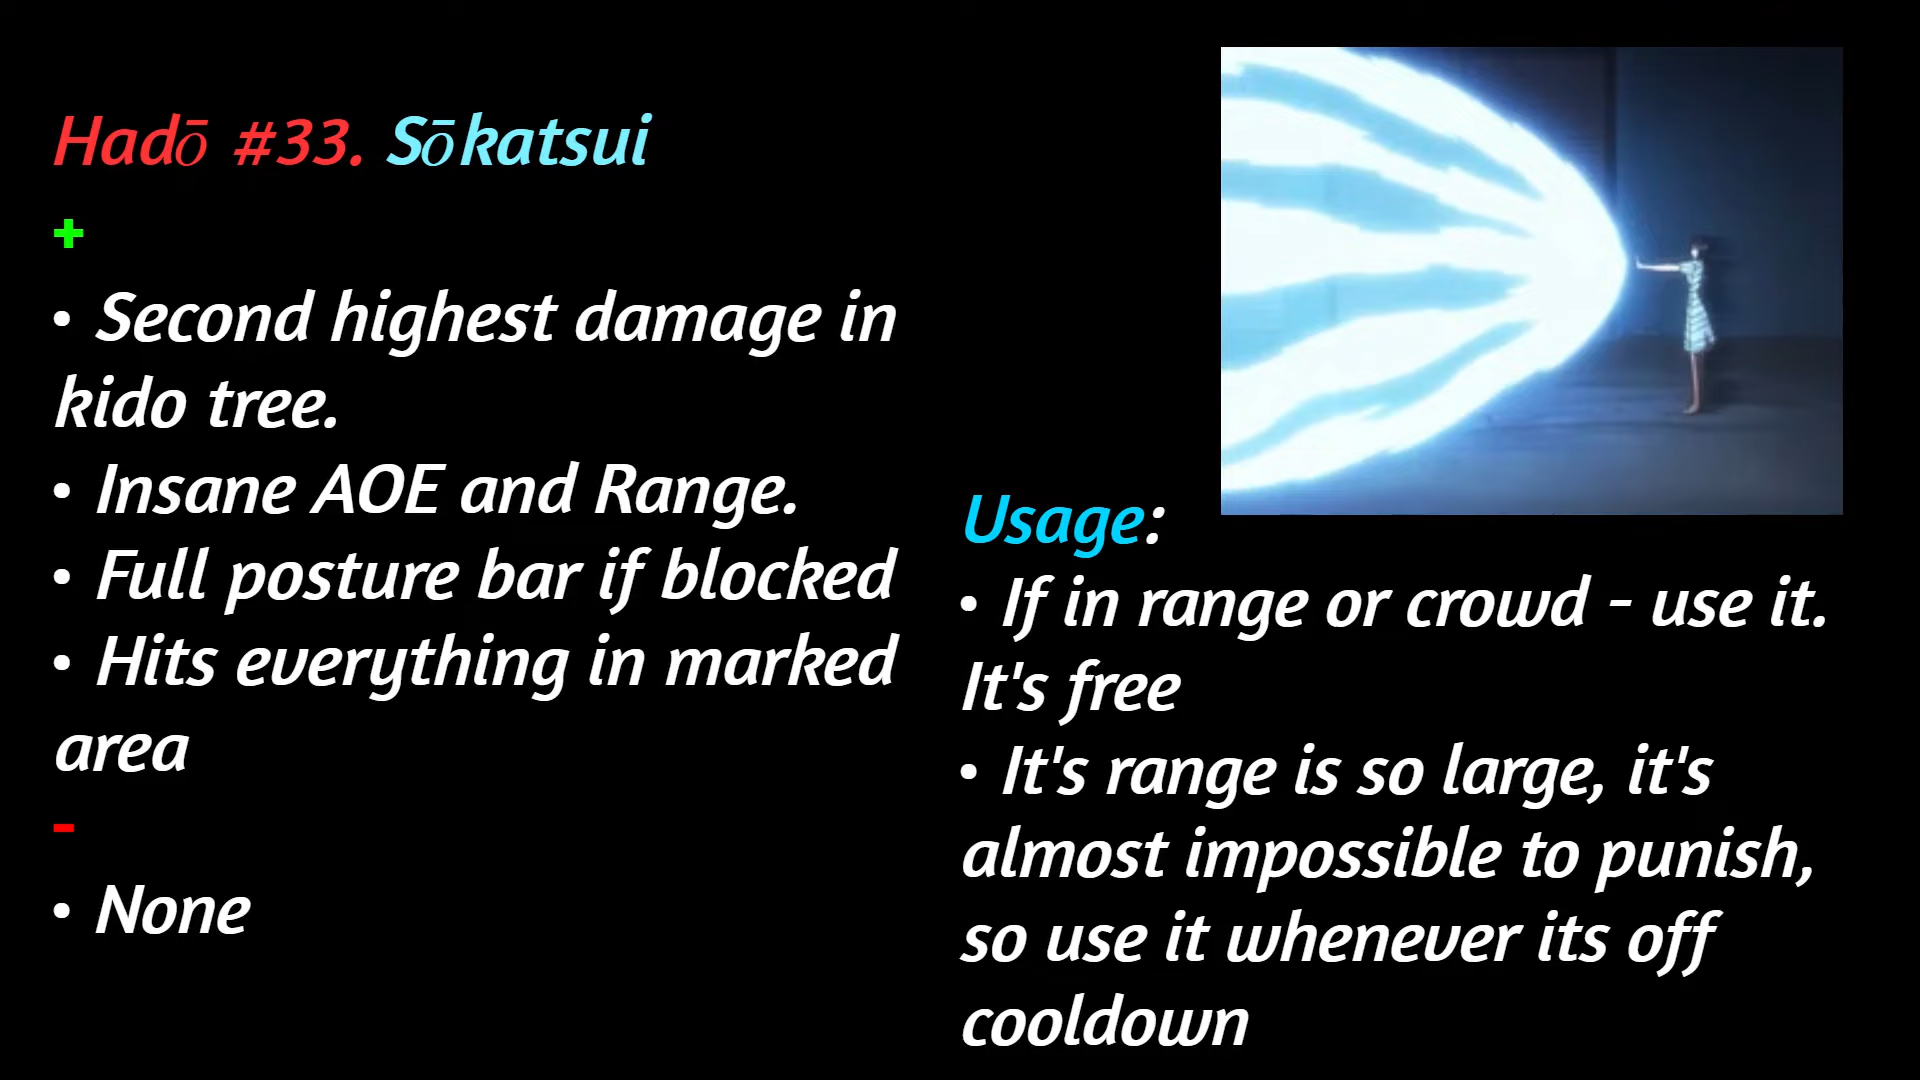 Hadō #33. Sōkatsui
+
• Second highest damage in
kido tree.
• Insane AOE and Range.
• Full posture bar if blocked
• Hits everything in marked
area
-
• None
Usage:
• If in range or crowd - use it.
It's free
• It's range is so large, it's
almost impossible to punish,
so use it whenever its off
cooldown